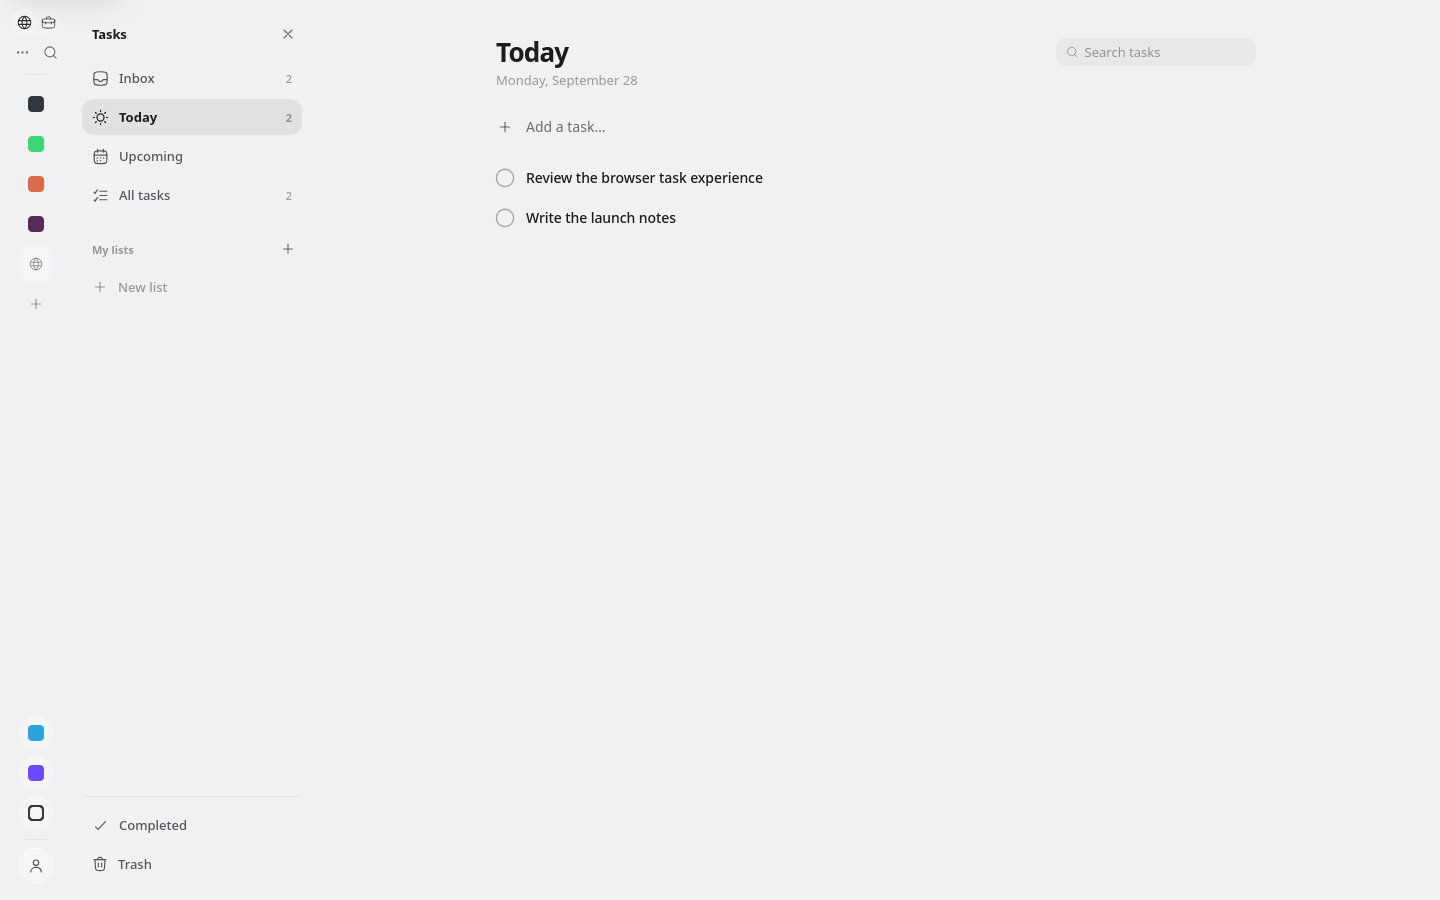 Tasks
Inbox 2
Today 2
Upcoming
All tasks 2
My lists
New list
Completed
Trash
Today
Monday, September 28
Search tasks
Add a task...
Review the browser task experience
Write the launch notes